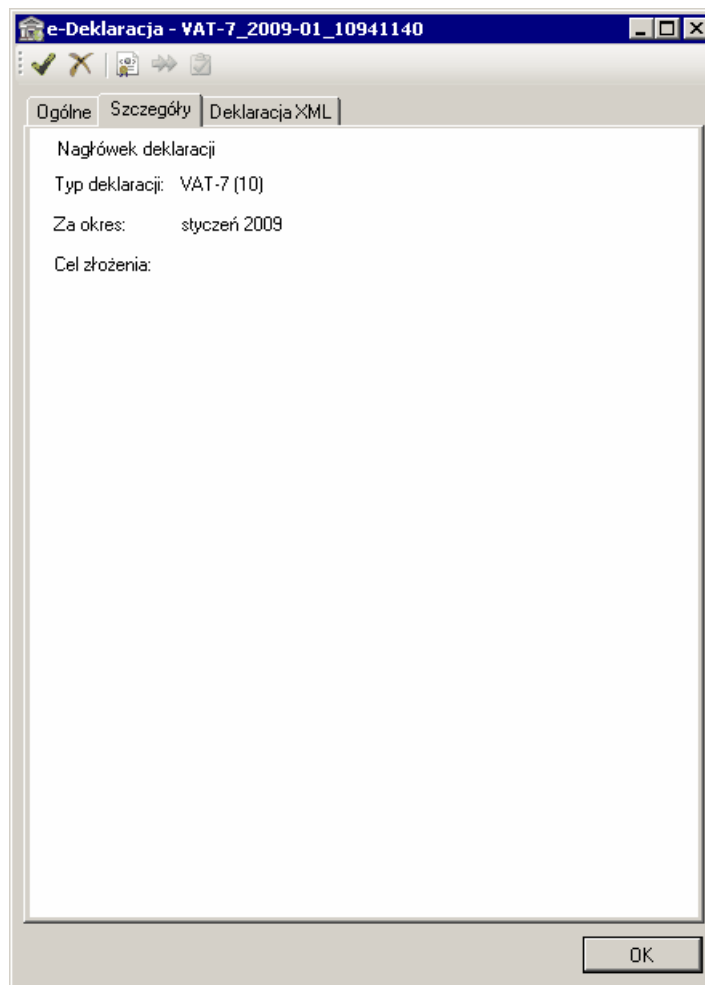 e-Deklaracja - VAT-7_2009-01_10941140
Ogólne Szczegóły Deklaracja XML
Nagłówek deklaracji
Typ deklaracji: VAT-7 (10)
Za okres: styczeń 2009
Cel złożenia:
OK